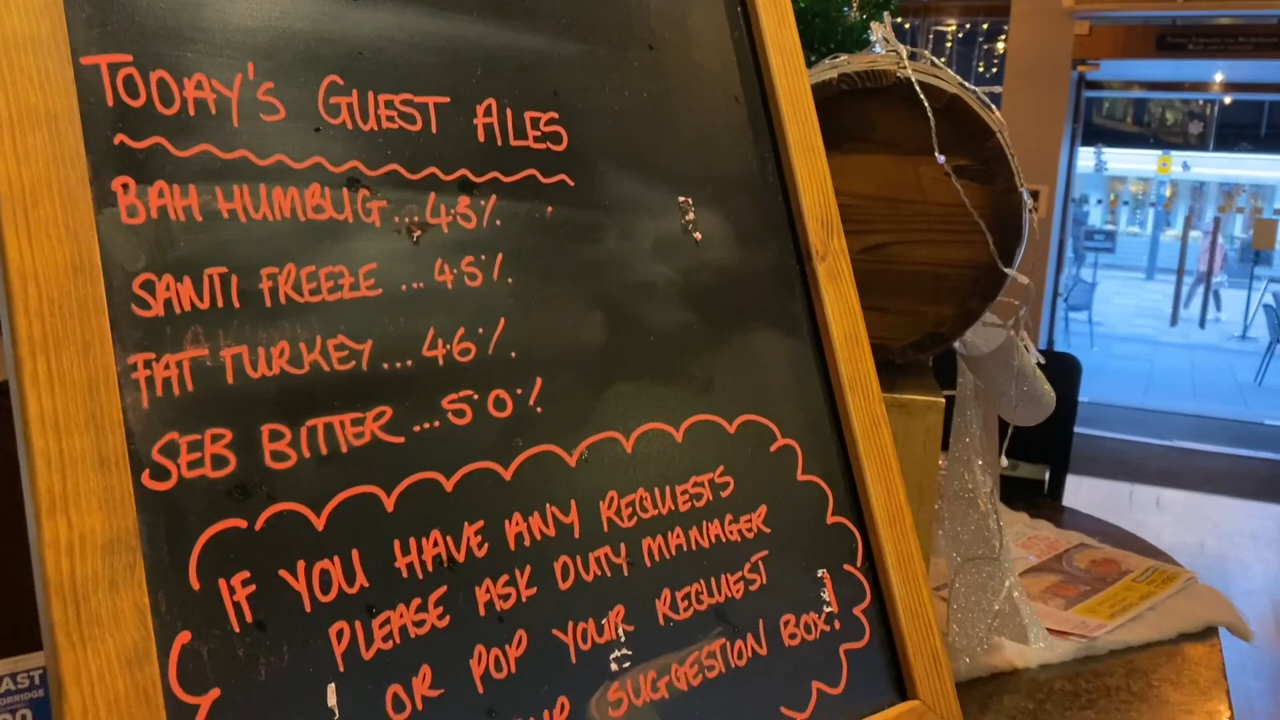 TODAY'S GUEST ALES
BAH HUMBUG...4.3%
SANTI FREEZE...4.5%
FAT TURKEY...4.6%
SEB BITTER...5.0%
IF YOU HAVE ANY REQUESTS
PLEASE ASK DUTY MANAGER
OR POP YOUR REQUEST
SUGGESTION BOX!